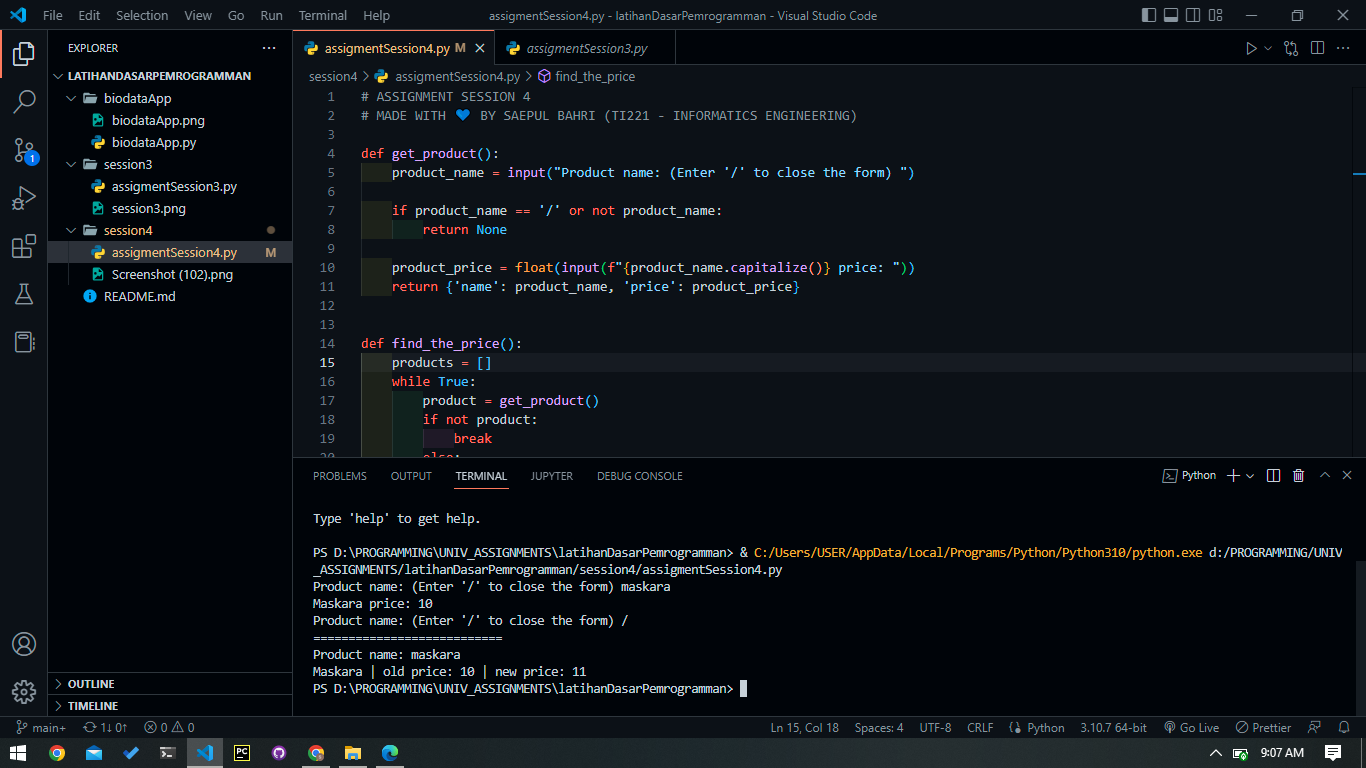 File Edit Selection View Go Run Terminal Help assigmentSession4.py - latihanDasarPemrogramman - Visual Studio Code
EXPLORER
LATIHANDASARPEMROGRAMMAN
biodataApp
biodataApp.png
biodataApp.py
session3
assigmentSession3.py
session3.png
session4
assigmentSession4.py M
Screenshot (102).png
README.md
OUTLINE
TIMELINE
1
assigmentSession4.py M
assigmentSession3.py
session4 > assigmentSession4.py > find_the_price
1 # ASSIGNMENT SESSION 4
2 # MADE WITH 💙 BY SAEPUL BAHRI (TI221 - INFORMATICS ENGINEERING)
3
4 def get_product():
5 product_name = input("Product name: (Enter '/' to close the form) ")
6
7 if product_name == '/' or not product_name:
8 return None
9
10 product_price = float(input(f"{product_name.capitalize()} price: "))
11 return {'name': product_name, 'price': product_price}
12
13
14 def find_the_price():
15 products = []
16 while True:
17 product = get_product()
18 if not product:
19 break
20 else:
PROBLEMS OUTPUT TERMINAL JUPYTER DEBUG CONSOLE Python
Type 'help' to get help.
PS D:\PROGRAMMING\UNIV_ASSIGNMENTS\latihanDasarPemrogramman> & C:/Users/USER/AppData/Local/Programs/Python/Python310/python.exe d:/PROGRAMMING/UNIV
_ASSIGNMENTS/latihanDasarPemrogramman/session4/assigmentSession4.py
Product name: (Enter '/' to close the form) maskara
Maskara price: 10
Product name: (Enter '/' to close the form) /
===========================
Product name: maskara
Maskara | old price: 10 | new price: 11
PS D:\PROGRAMMING\UNIV_ASSIGNMENTS\latihanDasarPemrogramman>
main+ 1↓ 0↑ 0 0 Ln 15, Col 18 Spaces: 4 UTF-8 CRLF Python 3.10.7 64-bit Go Live Prettier
PC 9:07 AM